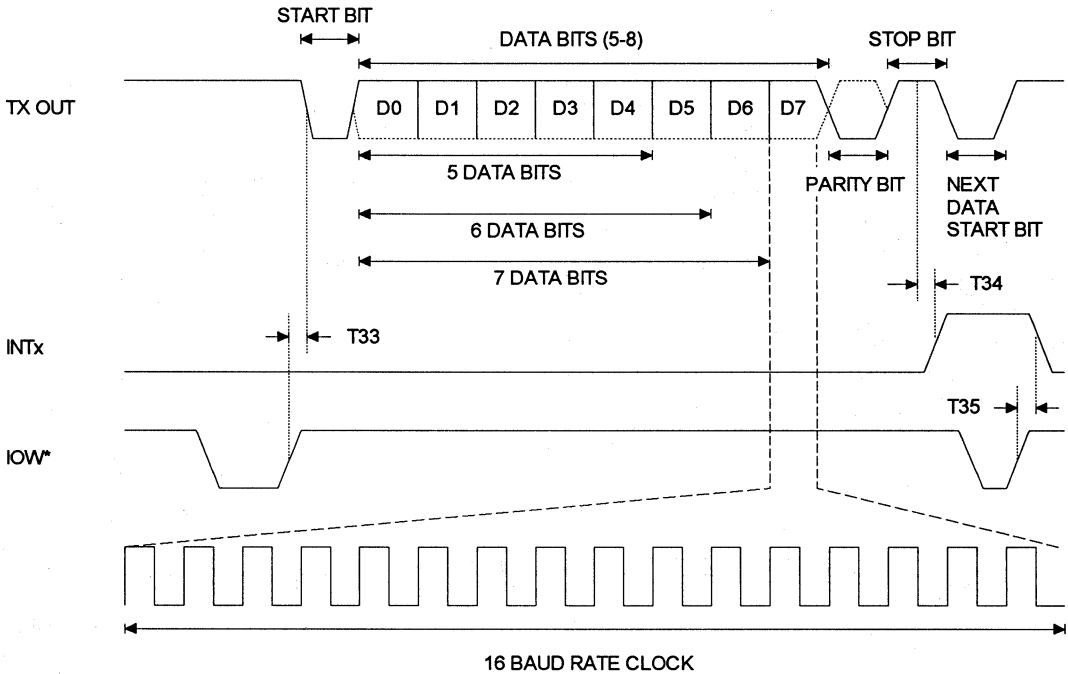 START BIT
DATA BITS (5-8)
STOP BIT
TX OUT
D0 D1 D2 D3 D4 D5 D6 D7
5 DATA BITS
PARITY BIT
NEXT
DATA
START BIT
6 DATA BITS
7 DATA BITS
T34
T33
INTx
T35
IOW*
16 BAUD RATE CLOCK